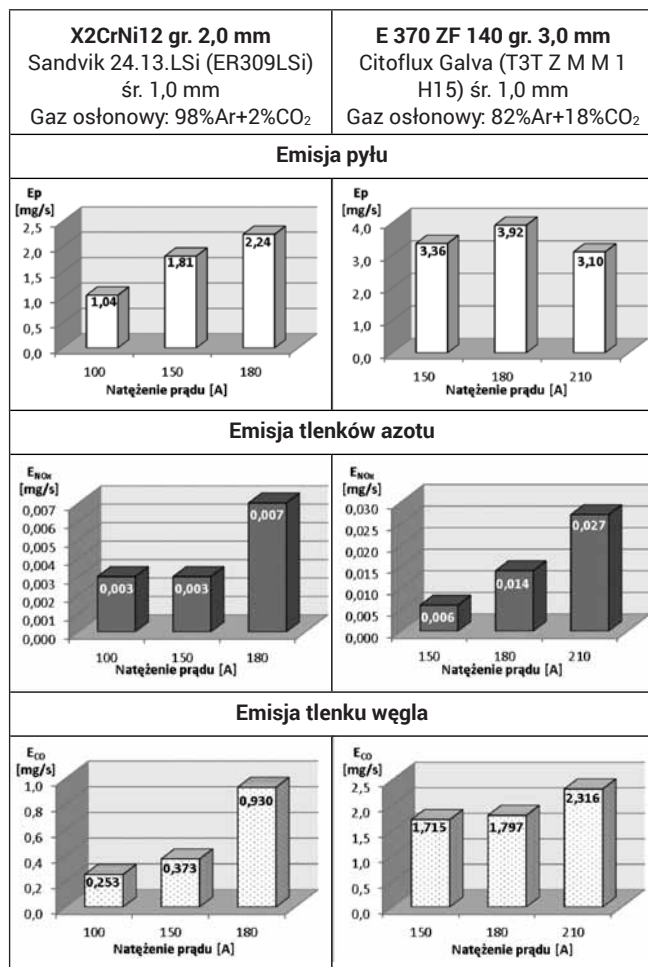 X2CrNi12 gr. 2,0 mm
Sandvik 24.13.LSi (ER309LSi)
śr. 1,0 mm
Gaz osłonowy: 98%Ar+2%CO₂
E 370 ZF 140 gr. 3,0 mm
Citoflux Galva (T3T Z M M 1
H15) śr. 1,0 mm
Gaz osłonowy: 82%Ar+18%CO₂
Emisja pyłu
Ep
[mg/s]
2,5
2,0
1,5
1,0
0,5
0,0
1,04
1,81
2,24
100 150 180
Natężenie prądu [A]
Ep
[mg/s]
4,0
3,0
2,0
1,0
0,0
3,36
3,92
3,10
150 180 210
Natężenie prądu [A]
Emisja tlenków azotu
E_NOx
[mg/s]
0,007
0,006
0,005
0,004
0,003
0,002
0,001
0,000
0,003
0,003
0,007
100 150 180
Natężenie prądu [A]
E_NOx
[mg/s]
0,030
0,025
0,020
0,015
0,010
0,005
0,000
0,006
0,014
0,027
150 180 210
Natężenie prądu [A]
Emisja tlenku węgla
E_CO
[mg/s]
1,0
0,8
0,6
0,4
0,2
0,0
0,253
0,373
0,930
100 150 180
Natężenie prądu [A]
E_CO
[mg/s]
2,5
2,0
1,5
1,0
0,5
0,0
1,715
1,797
2,316
150 180 210
Natężenie prądu [A]